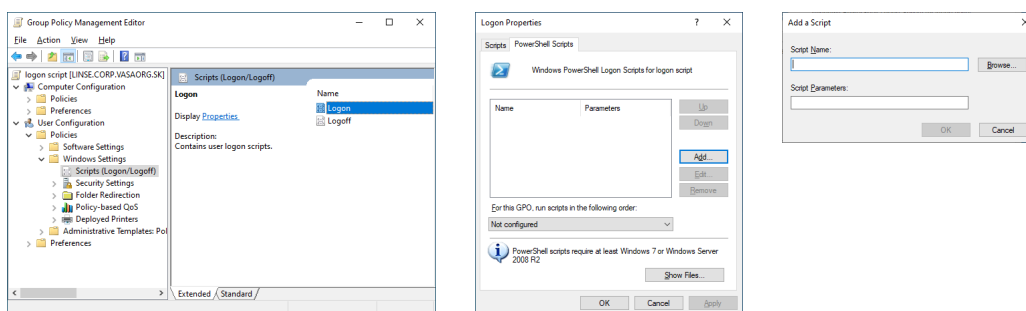 Group Policy Management Editor
File Action View Help
logon script [LINSE.CORP.VASAORG.SK]
Computer Configuration
Policies
Preferences
User Configuration
Policies
Software Settings
Windows Settings
Scripts (Logon/Logoff)
Security Settings
Folder Redirection
Policy-based QoS
Deployed Printers
Administrative Templates: Pol
Preferences
Scripts (Logon/Logoff)
Logon
Display Properties
Description:
Contains user logon scripts.
Name
Logon
Logoff
Extended Standard
Logon Properties
Scripts PowerShell Scripts
Windows PowerShell Logon Scripts for logon script
Name Parameters
Up
Down
Add...
Edit...
Remove
For this GPO, run scripts in the following order:
Not configured
PowerShell scripts require at least Windows 7 or Windows Server
2008 R2
Show Files...
OK Cancel Apply
Add a Script
Script Name:
Browse...
Script Parameters:
OK Cancel